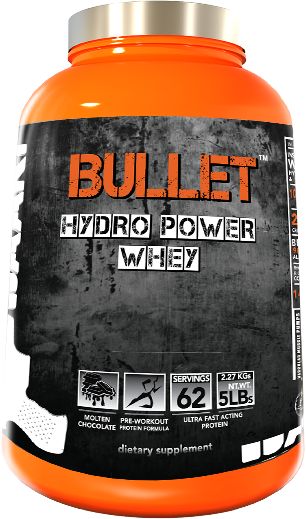 BULLET™
HYDRO POWER
WHEY
SERVINGS
62
2.27 KGs
NT.WT.
5LBs
MOLTEN
CHOCOLATE
PRE-WORKOUT
PROTEIN FORMULA
ULTRA FAST ACTING
PROTEIN
dietary supplement